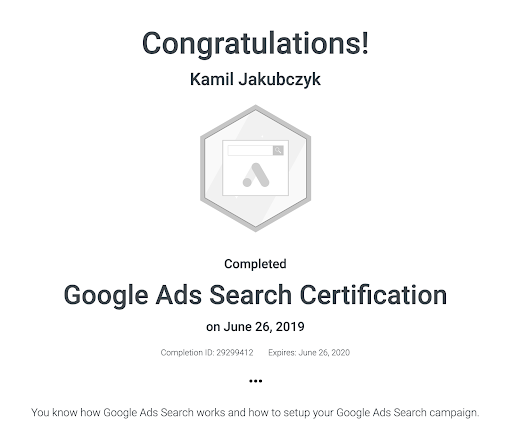 Congratulations!
Kamil Jakubczyk
Completed
Google Ads Search Certification
on June 26, 2019
Completion ID: 29299412 Expires: June 26, 2020
•••
You know how Google Ads Search works and how to setup your Google Ads Search campaign.